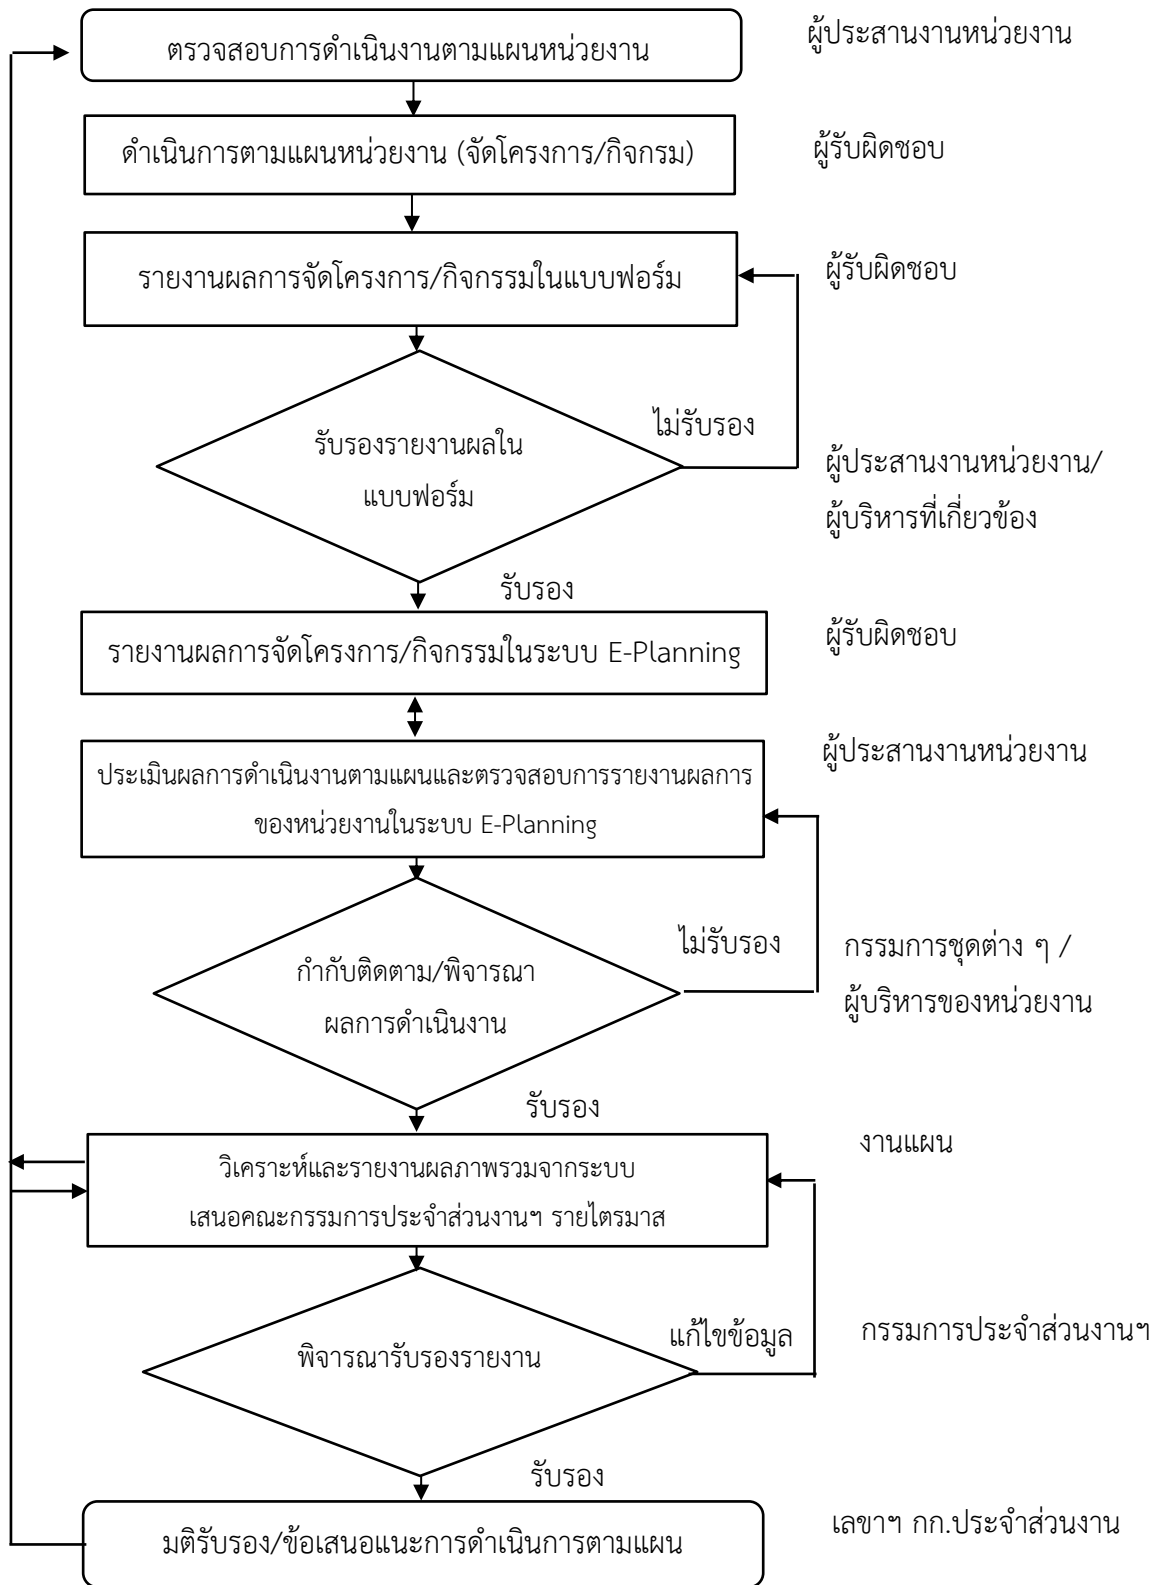 ตรวจสอบการดำเนินงานตามแผนหน่วยงาน
ผู้ประสานงานหน่วยงาน
ดำเนินการตามแผนหน่วยงาน (จัดโครงการ/กิจกรม)
ผู้รับผิดชอบ
รายงานผลการจัดโครงการ/กิจกรรมในแบบฟอร์ม
ผู้รับผิดชอบ
ไม่รับรอง
รับรองรายงานผลใน
แบบฟอร์ม
ผู้ประสานงานหน่วยงาน/
ผู้บริหารที่เกี่ยวข้อง
รับรอง
รายงานผลการจัดโครงการ/กิจกรรมในระบบ E-Planning
ผู้รับผิดชอบ
ประเมินผลการดำเนินงานตามแผนและตรวจสอบการรายงานผลการ
ของหน่วยงานในระบบ E-Planning
ผู้ประสานงานหน่วยงาน
ไม่รับรอง
กำกับติดตาม/พิจารณา
ผลการดำเนินงาน
กรรมการชุดต่าง ๆ /
ผู้บริหารของหน่วยงาน
รับรอง
วิเคราะห์และรายงานผลภาพรวมจากระบบ
เสนอคณะกรรมการประจำส่วนงานฯ รายไตรมาส
งานแผน
แก้ไขข้อมูล
พิจารณารับรองรายงาน
กรรมการประจำส่วนงานฯ
รับรอง
มติรับรอง/ข้อเสนอแนะการดำเนินการตามแผน
เลขาฯ กก.ประจำส่วนงาน